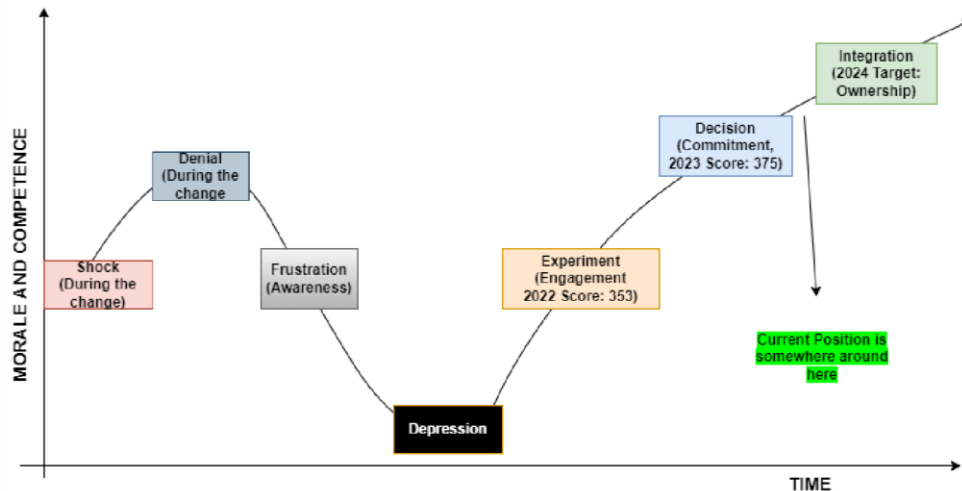 MORALE AND COMPETENCE
Shock
(During the
change)
Denial
(During the
change
Frustration
(Awareness)
Depression
Experiment
(Engagement
2022 Score: 353)
Decision
(Commitment,
2023 Score: 375)
Integration
(2024 Target:
Ownership)
Current Position is
somewhere around
here
TIME